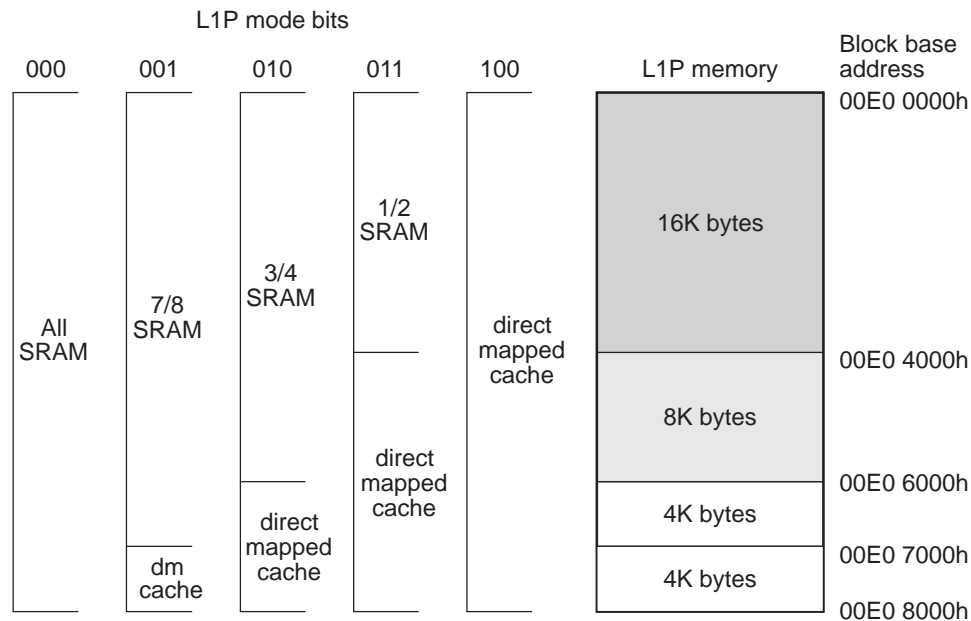 L1P mode bits
000 001 010 011 100 L1P memory
Block base
address
00E0 0000h
All
SRAM
7/8
SRAM
dm
cache
3/4
SRAM
direct
mapped
cache
1/2
SRAM
direct
mapped
cache
direct
mapped
cache
16K bytes
00E0 4000h
8K bytes
00E0 6000h
4K bytes
00E0 7000h
4K bytes
00E0 8000h